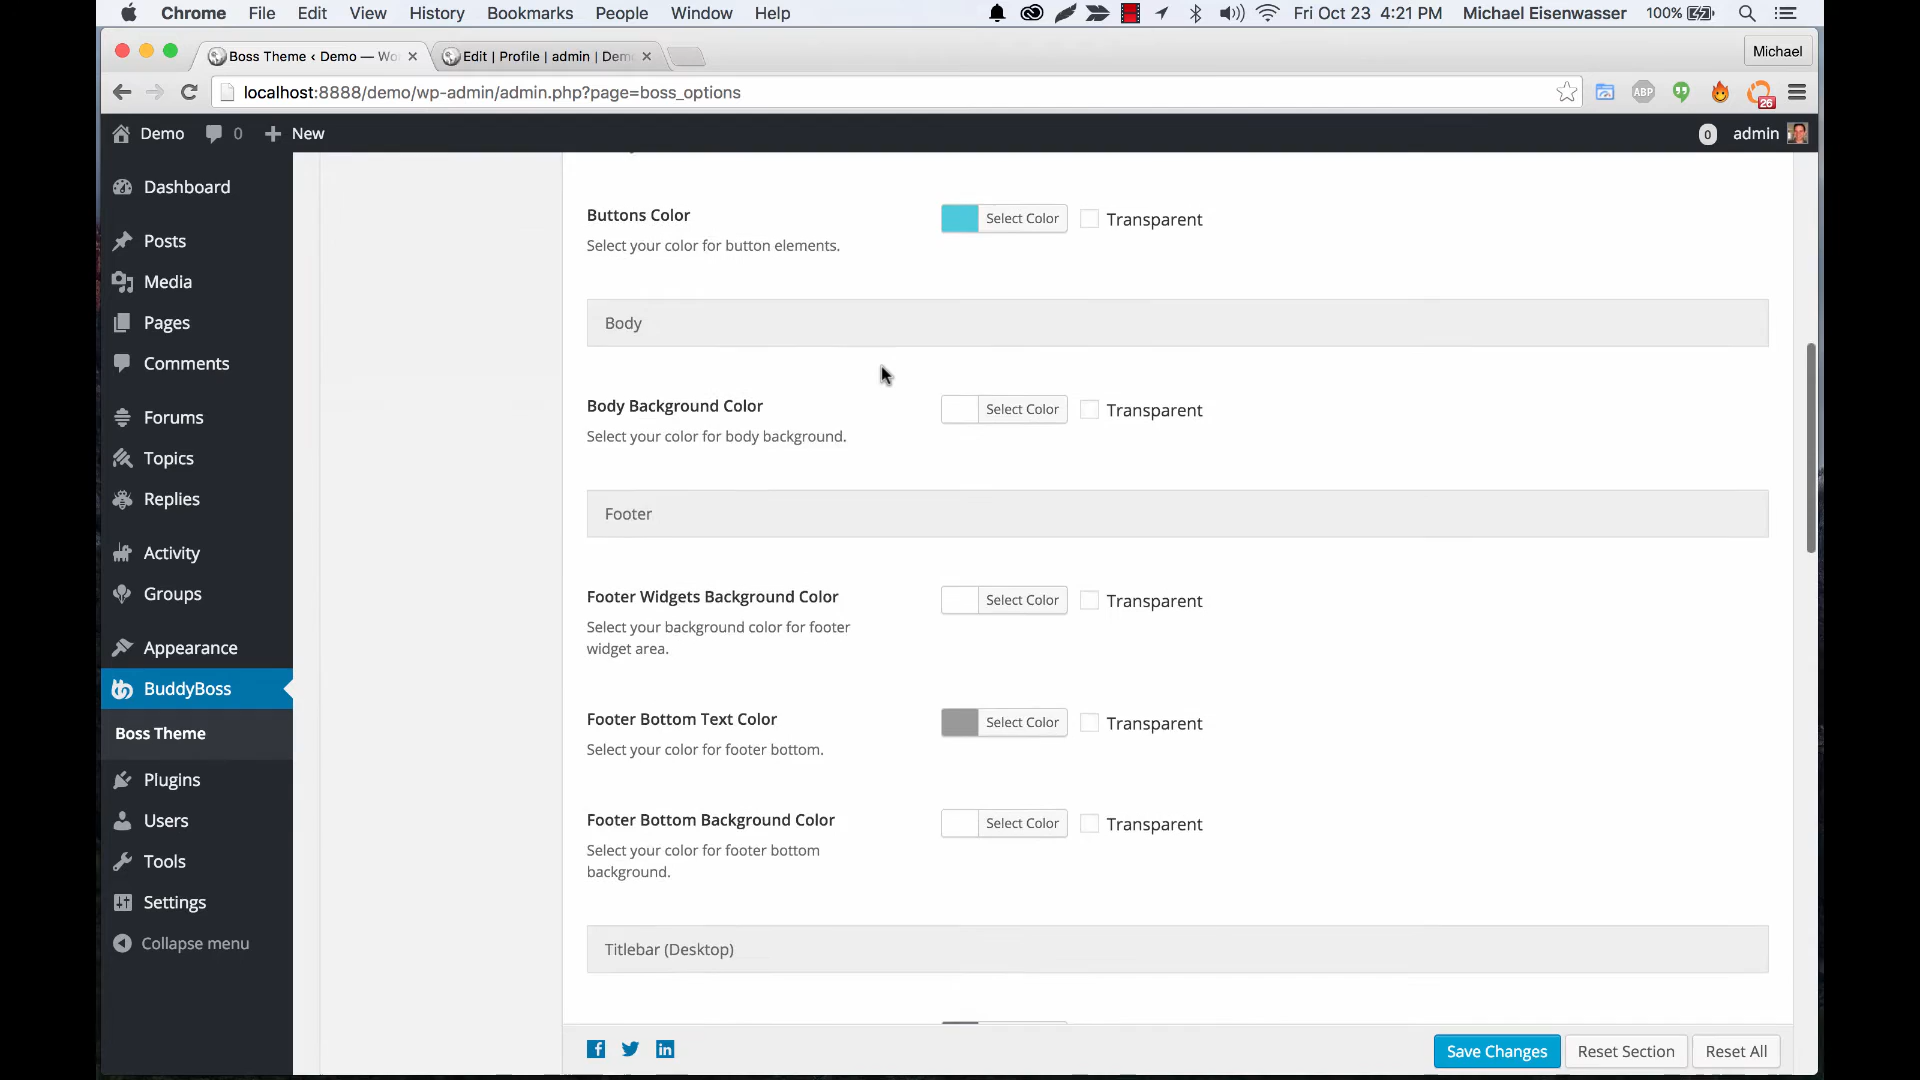 Chrome File Edit View History Bookmarks People Window Help Fri Oct 23 4:21 PM Michael Eisenwasser 100%
Boss Theme ‹ Demo — Wo
Edit | Profile | admin | Dem
Michael
localhost:8888/demo/wp-admin/admin.php?page=boss_options
ABP
26
Demo 0 New 0 admin
Dashboard
Posts
Media
Pages
Comments
Forums
Topics
Replies
Activity
Groups
Appearance
BuddyBoss
Boss Theme
Plugins
Users
Tools
Settings
Collapse menu
Buttons Color
Select your color for button elements.
Select Color Transparent
Body
Body Background Color
Select your color for body background.
Select Color Transparent
Footer
Footer Widgets Background Color
Select your background color for footer
widget area.
Select Color Transparent
Footer Bottom Text Color
Select your color for footer bottom.
Select Color Transparent
Footer Bottom Background Color
Select your color for footer bottom
background.
Select Color Transparent
Titlebar (Desktop)
Save Changes Reset Section Reset All